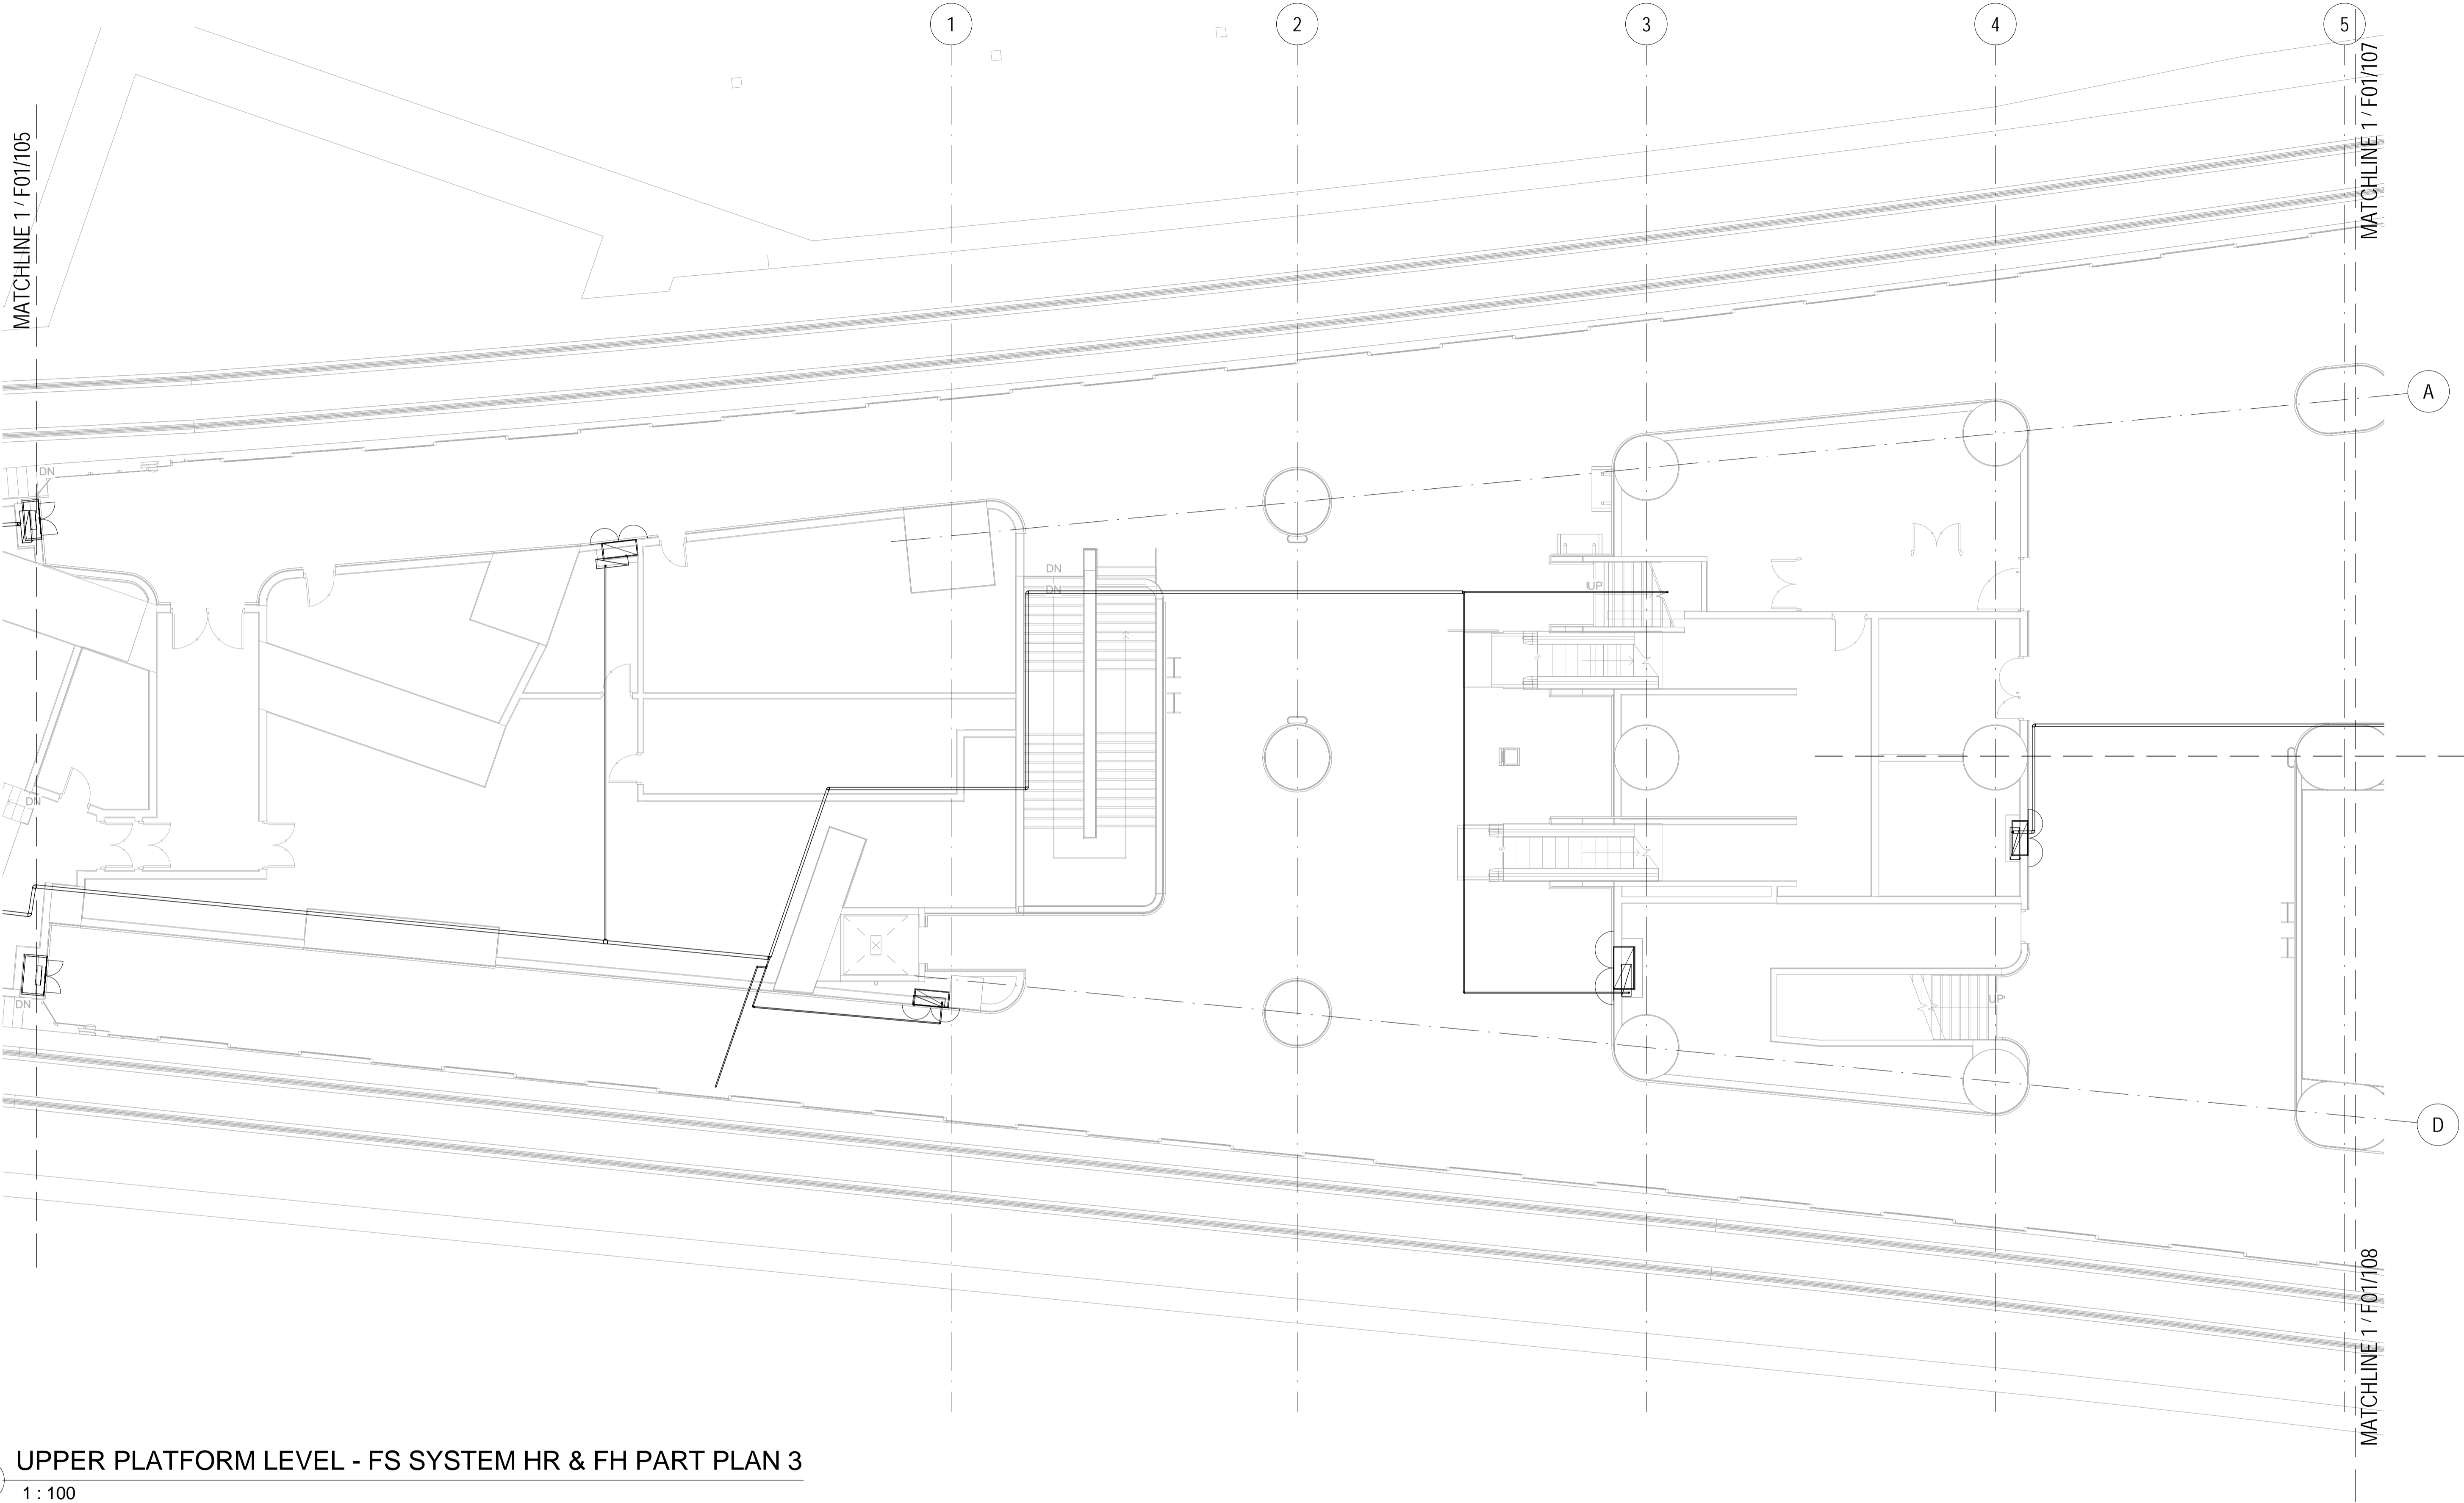 1
2
3
4
5
MATCHLINE 1 / F01/105
MATCHLINE 1 / F01/107
A
DN
DN
DN
UP
DN
DN
UP
D
MATCHLINE 1 / F01/108
UPPER PLATFORM LEVEL - FS SYSTEM HR & FH PART PLAN 3
1 : 100